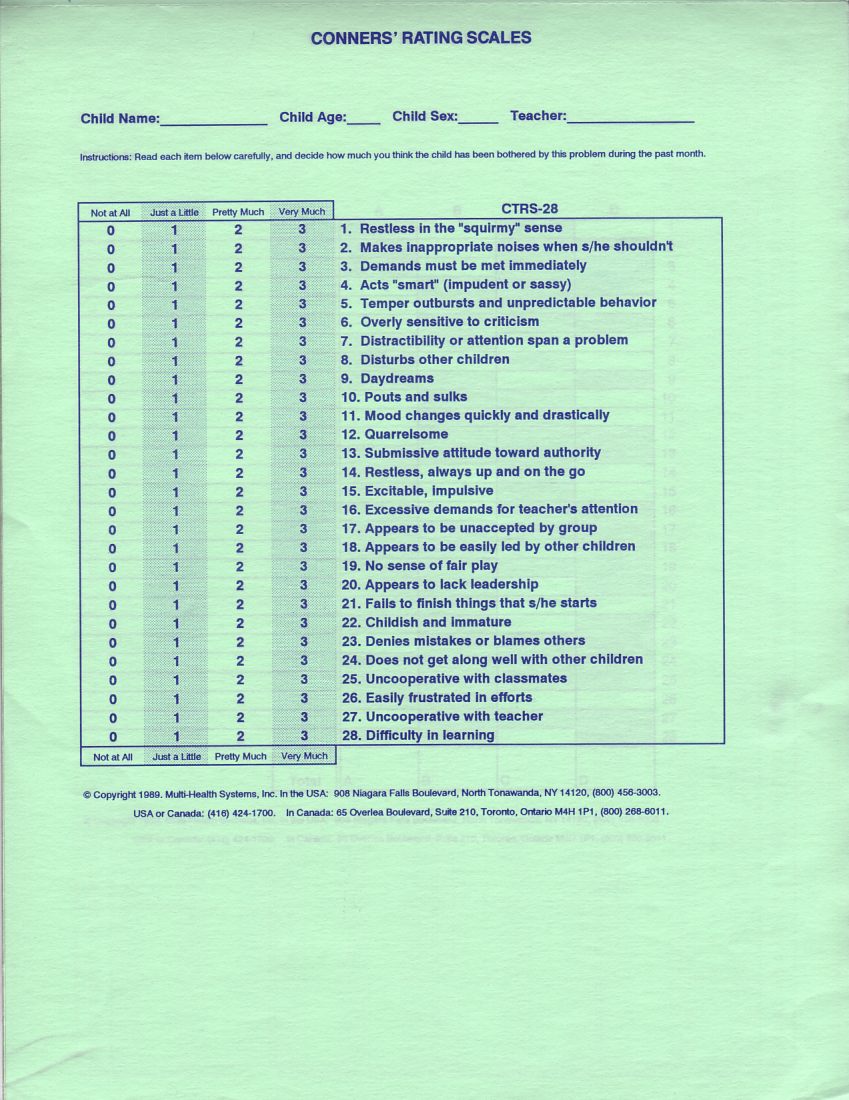 CONNERS' RATING SCALES
Child Name:_____________ Child Age:____ Child Sex:_____ Teacher:________________
Instructions: Read each item below carefully, and decide how much you think the child has been bothered by this problem during the past month.
Not at All Just a Little Pretty Much Very Much CTRS-28
0 1 2 3 1. Restless in the "squirmy" sense
0 1 2 3 2. Makes inappropriate noises when s/he shouldn't
0 1 2 3 3. Demands must be met immediately
0 1 2 3 4. Acts "smart" (impudent or sassy)
0 1 2 3 5. Temper outbursts and unpredictable behavior
0 1 2 3 6. Overly sensitive to criticism
0 1 2 3 7. Distractibility or attention span a problem
0 1 2 3 8. Disturbs other children
0 1 2 3 9. Daydreams
0 1 2 3 10. Pouts and sulks
0 1 2 3 11. Mood changes quickly and drastically
0 1 2 3 12. Quarrelsome
0 1 2 3 13. Submissive attitude toward authority
0 1 2 3 14. Restless, always up and on the go
0 1 2 3 15. Excitable, impulsive
0 1 2 3 16. Excessive demands for teacher's attention
0 1 2 3 17. Appears to be unaccepted by group
0 1 2 3 18. Appears to be easily led by other children
0 1 2 3 19. No sense of fair play
0 1 2 3 20. Appears to lack leadership
0 1 2 3 21. Fails to finish things that s/he starts
0 1 2 3 22. Childish and immature
0 1 2 3 23. Denies mistakes or blames others
0 1 2 3 24. Does not get along well with other children
0 1 2 3 25. Uncooperative with classmates
0 1 2 3 26. Easily frustrated in efforts
0 1 2 3 27. Uncooperative with teacher
0 1 2 3 28. Difficulty in learning
Not at All Just a Little Pretty Much Very Much
© Copyright 1989. Multi-Health Systems, Inc. In the USA: 908 Niagara Falls Boulevard, North Tonawanda, NY 14120, (800) 456-3003.
USA or Canada: (416) 424-1700. In Canada: 65 Overlea Boulevard, Suite 210, Toronto, Ontario M4H 1P1, (800) 268-6011.